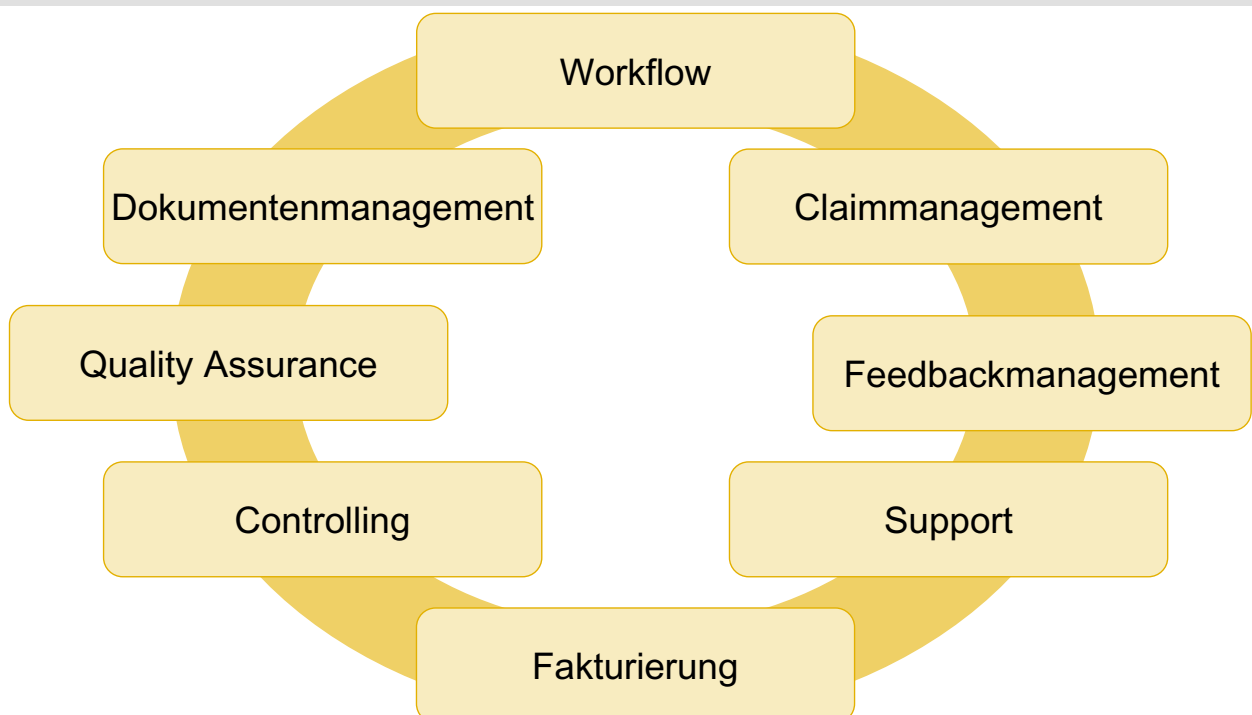 Workflow
Dokumentenmanagement
Claimmanagement
Quality Assurance
Feedbackmanagement
Controlling
Support
Fakturierung